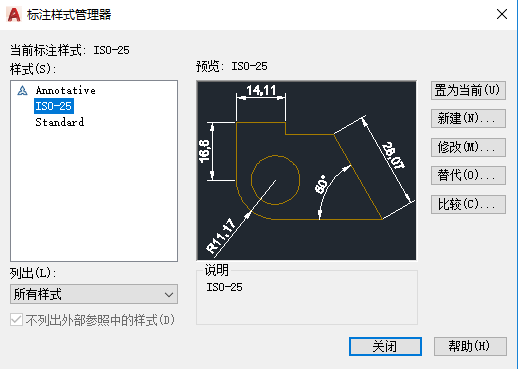 标注样式管理器
当前标注样式: ISO-25
样式(S):
Annotative
ISO-25
Standard
预览: ISO-25
14,11
16,6
28,07
60°
R11,17
置为当前(U)
新建(N)...
修改(M)...
替代(O)...
比较(C)...
列出(L):
所有样式
不列出外部参照中的样式(D)
说明
ISO-25
关闭
帮助(H)